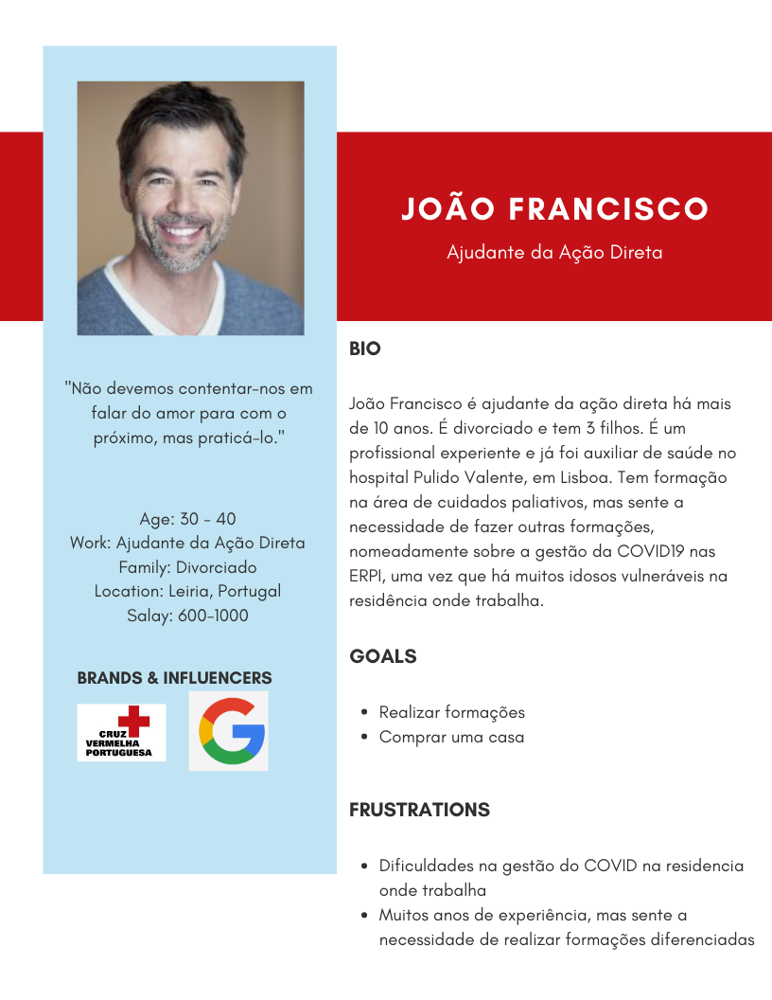 JOÃO FRANCISCO
Ajudante da Ação Direta
"Não devemos contentar-nos em
falar do amor para com o
próximo, mas praticá-lo."
Age: 30 - 40
Work: Ajudante da Ação Direta
Family: Divorciado
Location: Leiria, Portugal
Salay: 600-1000
BRANDS & INFLUENCERS
CRUZ
VERMELHA
PORTUGUESA
G
BIO
João Francisco é ajudante da ação direta há mais
de 10 anos. É divorciado e tem 3 filhos. É um
profissional experiente e já foi auxiliar de saúde no
hospital Pulido Valente, em Lisboa. Tem formação
na área de cuidados paliativos, mas sente a
necessidade de fazer outras formações,
nomeadamente sobre a gestão da COVID19 nas
ERPI, uma vez que há muitos idosos vulneráveis na
residência onde trabalha.
GOALS
• Realizar formações
• Comprar uma casa
FRUSTRATIONS
• Dificuldades na gestão do COVID na residencia
onde trabalha
• Muitos anos de experiência, mas sente a
necessidade de realizar formações diferenciadas